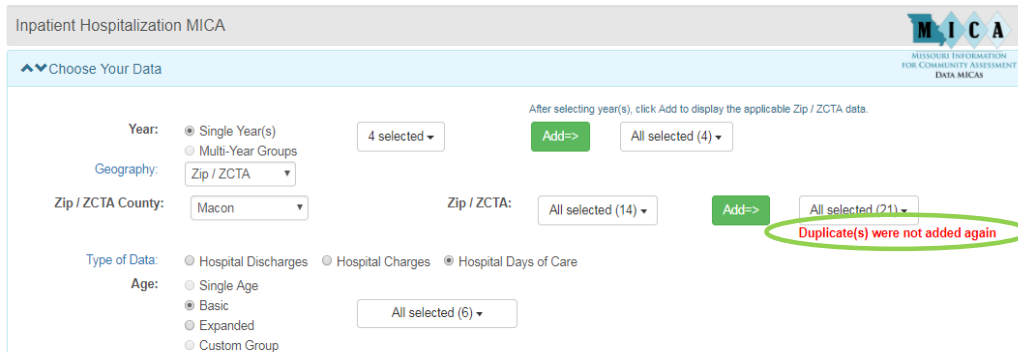 Inpatient Hospitalization MICA
M I C A
MISSOURI INFORMATION
FOR COMMUNITY ASSESSMENT
DATA MICAS
Choose Your Data
After selecting year(s), click Add to display the applicable Zip / ZCTA data.
Year: Single Year(s) 4 selected Add=> All selected (4)
Multi-Year Groups
Geography: Zip / ZCTA
Zip / ZCTA County: Macon Zip / ZCTA: All selected (14) Add=> All selected (21)
Duplicate(s) were not added again
Type of Data: Hospital Discharges Hospital Charges Hospital Days of Care
Age: Single Age
Basic All selected (6)
Expanded
Custom Group